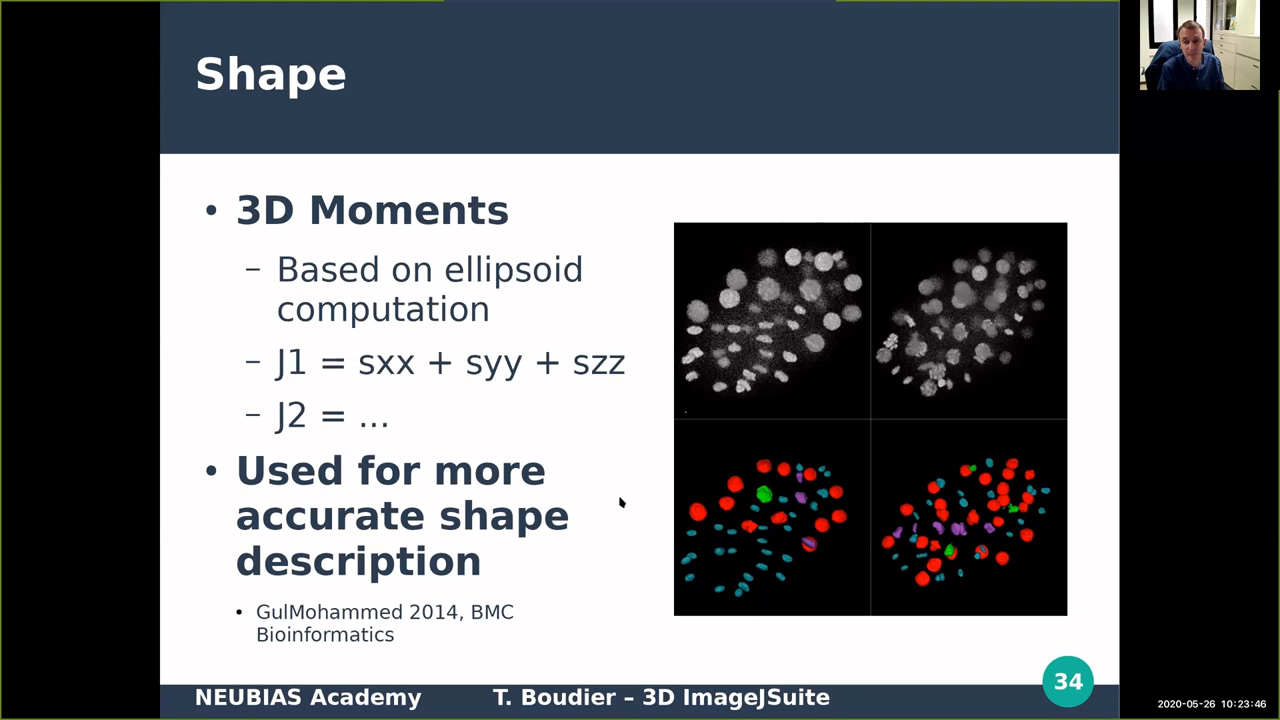 Shape
• 3D Moments
– Based on ellipsoid
computation
– J1 = sxx + syy + szz
– J2 = ...
• Used for more
accurate shape
description
• GulMohammed 2014, BMC
Bioinformatics
34
NEUBIAS Academy T. Boudier – 3D ImageJSuite
2020-05-26 10:23:46